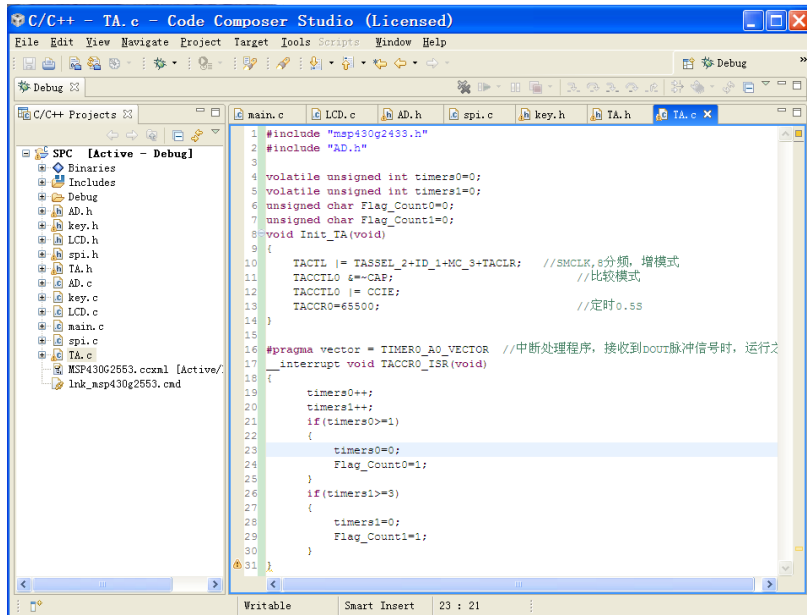 C/C++ - TA.c - Code Composer Studio (Licensed)
File Edit View Navigate Project Target Tools Scripts Window Help
Debug
Debug
C/C++ Projects
main.c LCD.c AD.h spi.c key.h TA.h TA.c
SPC [Active - Debug]
Binaries
Includes
Debug
AD.h
key.h
LCD.h
spi.h
TA.h
AD.c
key.c
LCD.c
main.c
spi.c
TA.c
MSP430G2553.ccxml [Active/
lnk_msp430g2553.cmd
1 #include "msp430g2433.h"
2 #include "AD.h"
3
4 volatile unsigned int timers0=0;
5 volatile unsigned int timers1=0;
6 unsigned char Flag_Count0=0;
7 unsigned char Flag_Count1=0;
8 void Init_TA(void)
9 {
10 TACTL |= TASSEL_2+ID_1+MC_3+TACLR; //SMCLK,8分频，增模式
11 TACCTL0 &=~CAP; //比较模式
12 TACCTL0 |= CCIE;
13 TACCR0=65500; //定时0.5S
14 }
15
16 #pragma vector = TIMER0_A0_VECTOR //中断处理程序，接收到DOUT脉冲信号时，运行之
17 __interrupt void TACCR0_ISR(void)
18 {
19 timers0++;
20 timers1++;
21 if(timers0>=1)
22 {
23 timers0=0;
24 Flag_Count0=1;
25 }
26 if(timers1>=3)
27 {
28 timers1=0;
29 Flag_Count1=1;
30 }
31 }
Writable Smart Insert 23 : 21